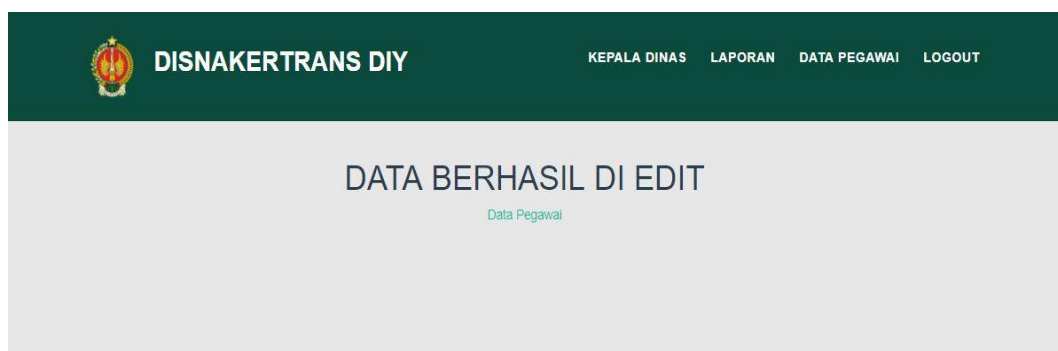 DISNAKERTRANS DIY
KEPALA DINAS LAPORAN DATA PEGAWAI LOGOUT
DATA BERHASIL DI EDIT
Data Pegawai